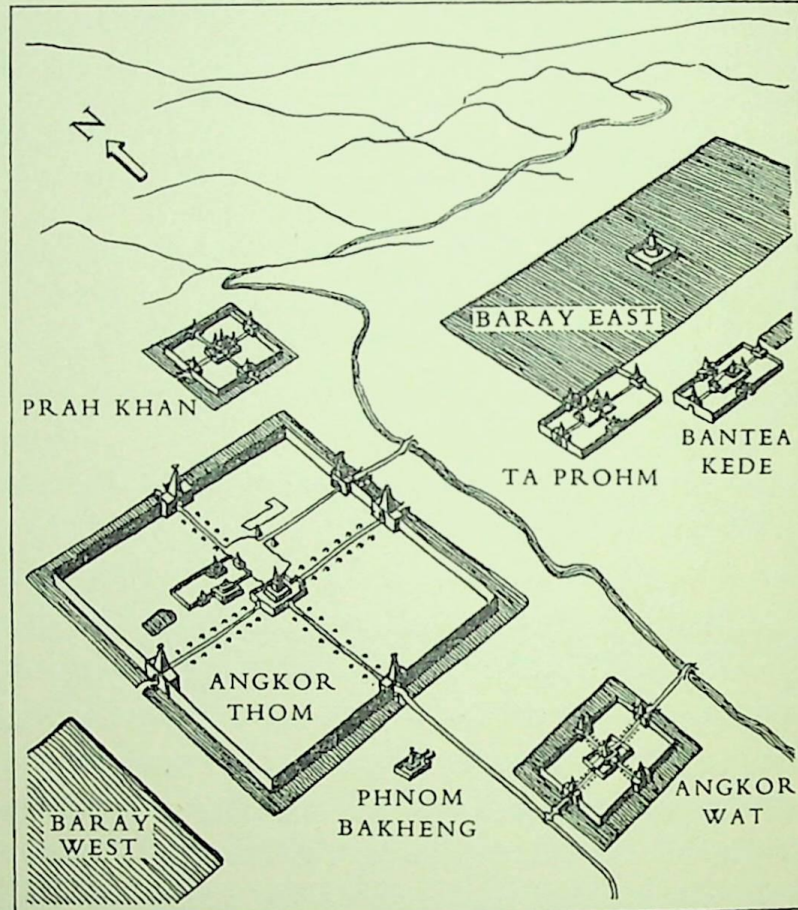 N
BARAY EAST
PRAH KHAN
TA PROHM
BANTEA
KEDE
ANGKOR
THOM
PHNOM
BAKHENG
ANGKOR
WAT
BARAY
WEST